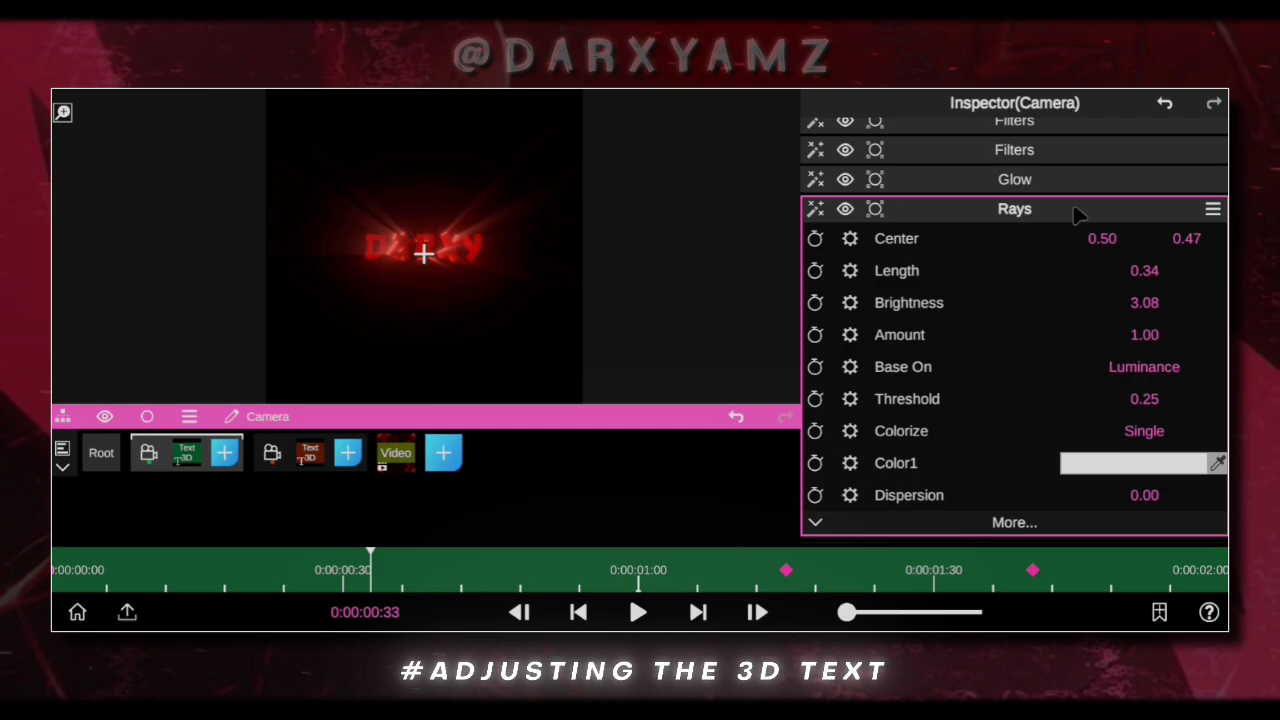 @DARXYAMZ
Inspector(Camera)
Filters
Filters
Glow
Rays
Center 0.50 0.47
Length 0.34
Brightness 3.08
Amount 1.00
Base On Luminance
Threshold 0.25
Colorize Single
Color1
Dispersion 0.00
More...
DARXY
Camera
Root
Text
3D
Text
3D
Video
0:00:00:00 0:00:00:30 0:00:01:00 0:00:01:30 0:00:02:00
0:00:00:33
#ADJUSTING THE 3D TEXT